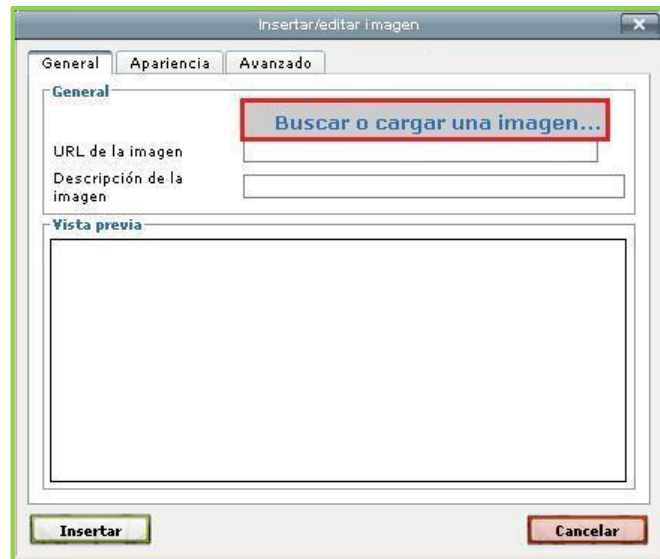 Insertar/editar imagen
General Apariencia Avanzado
General
Buscar o cargar una imagen...
URL de la imagen
Descripción de la
imagen
Vista previa
Insertar Cancelar